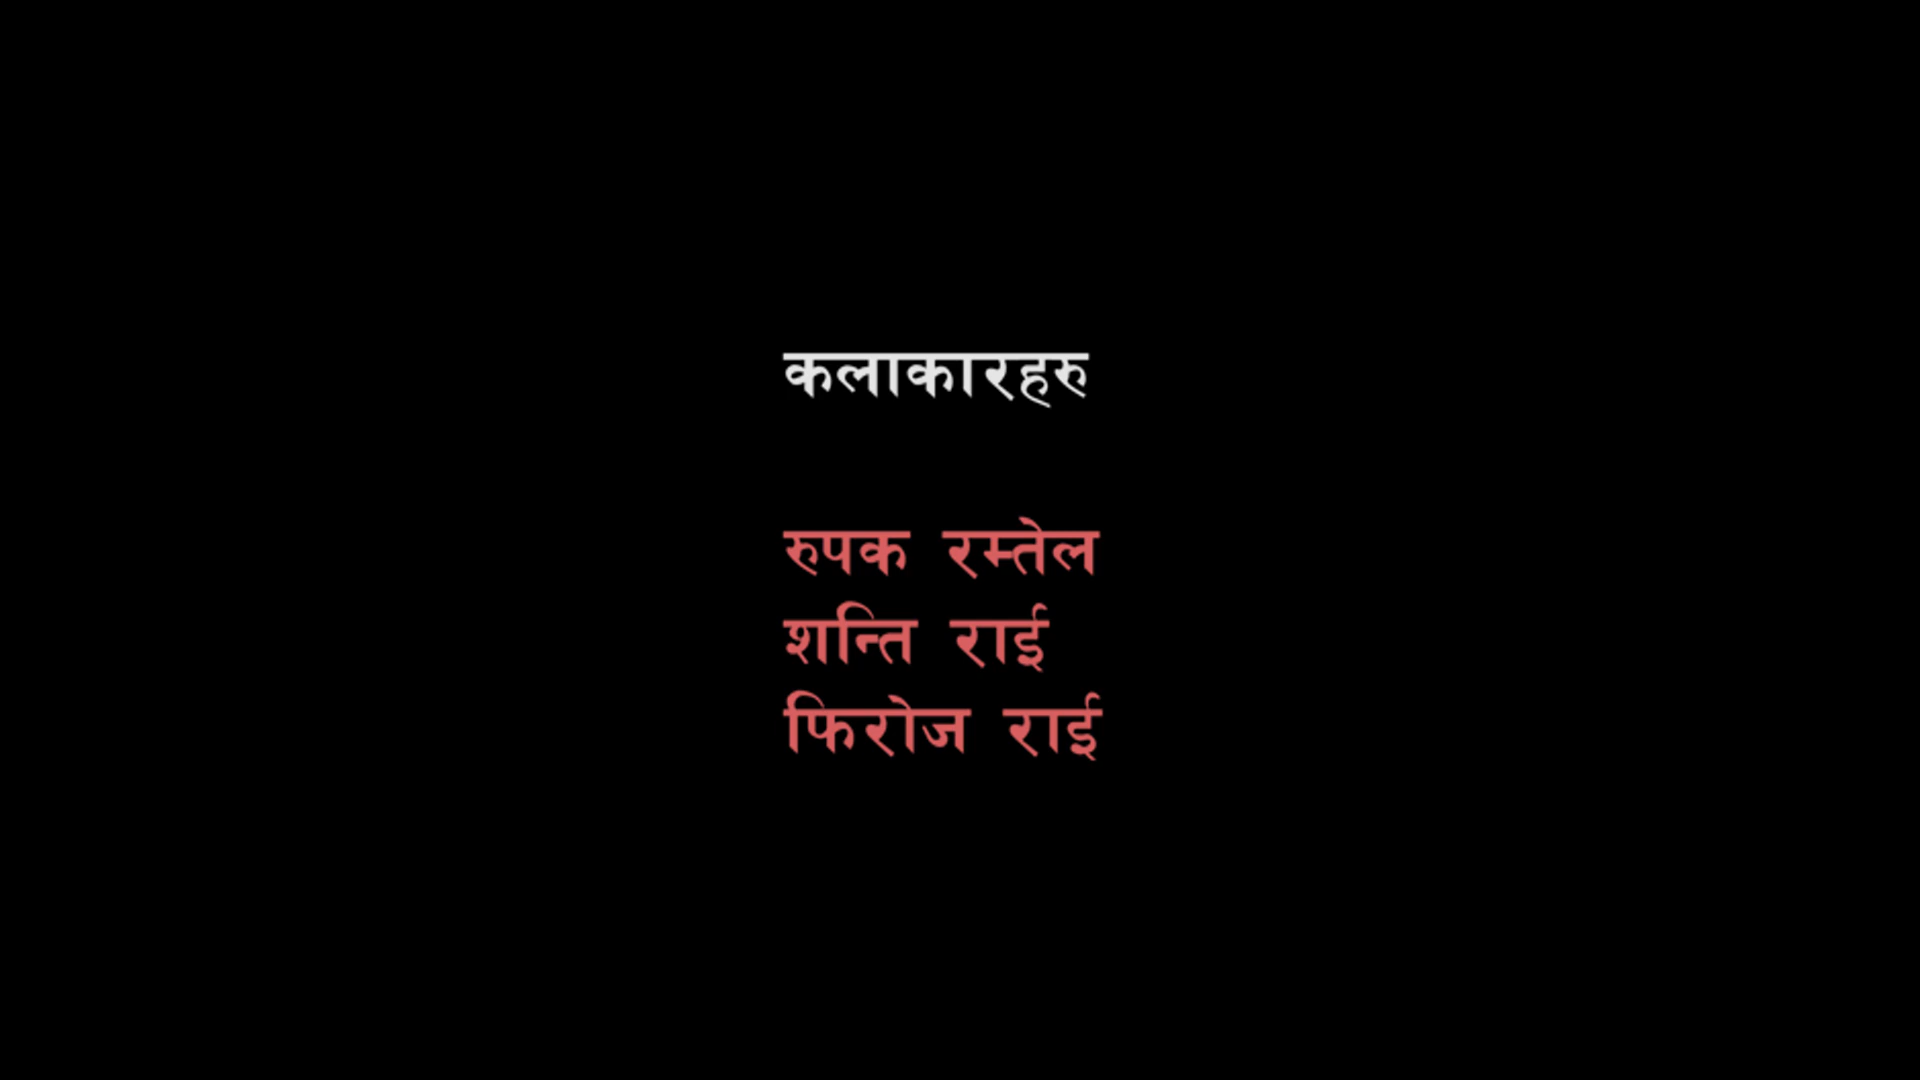 कलाकारहरु
रुपक रम्तेल
शन्ति राई
फिरोज राई